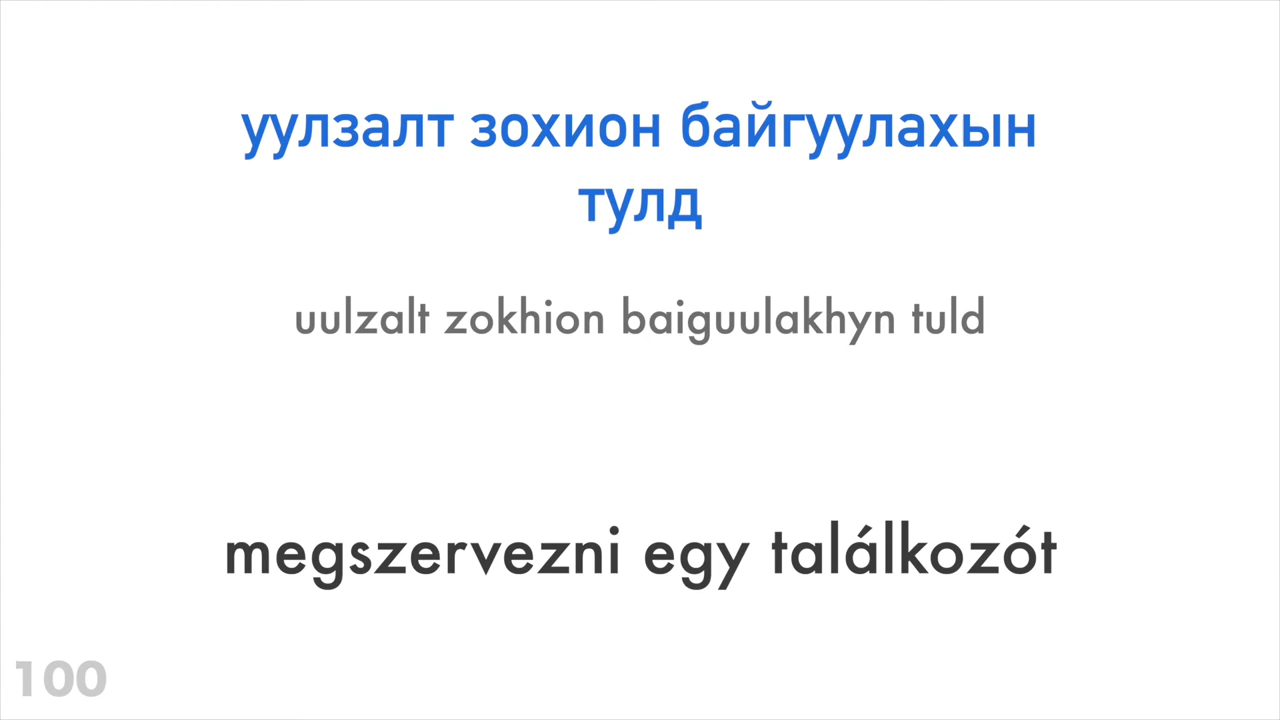 уулзалт зохион байгуулахын
тулд
uulzalt zokhion baiguulakhyn tuld
megszervezni egy találkozót
100